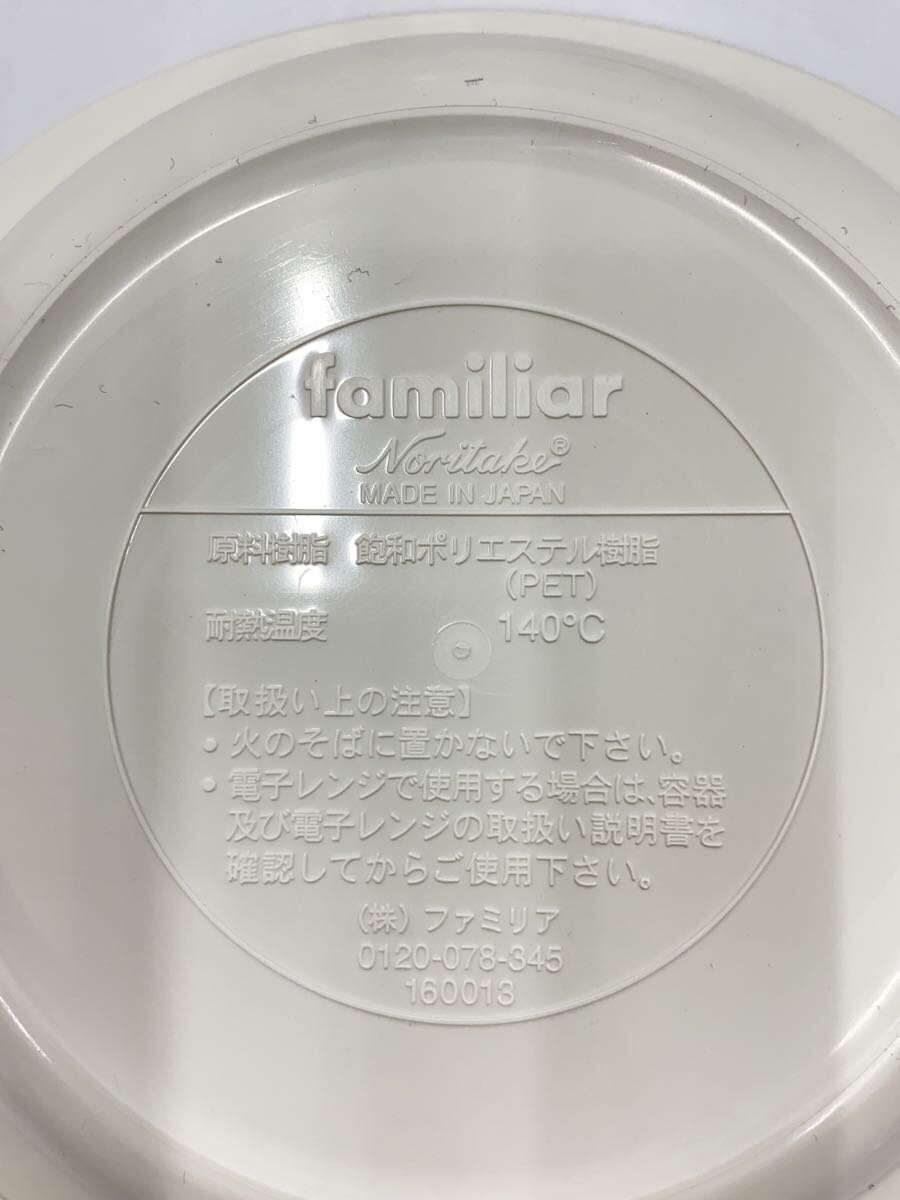 familiar
Noritake®
MADE IN JAPAN
原料樹脂 飽和ポリエステル樹脂
(PET)
耐熱温度 140℃
【取扱い上の注意】
・火のそばに置かないで下さい。
・電子レンジで使用する場合は、容器
及び電子レンジの取扱い説明書を
確認してからご使用下さい。
(株)ファミリア
0120-078-345
160013